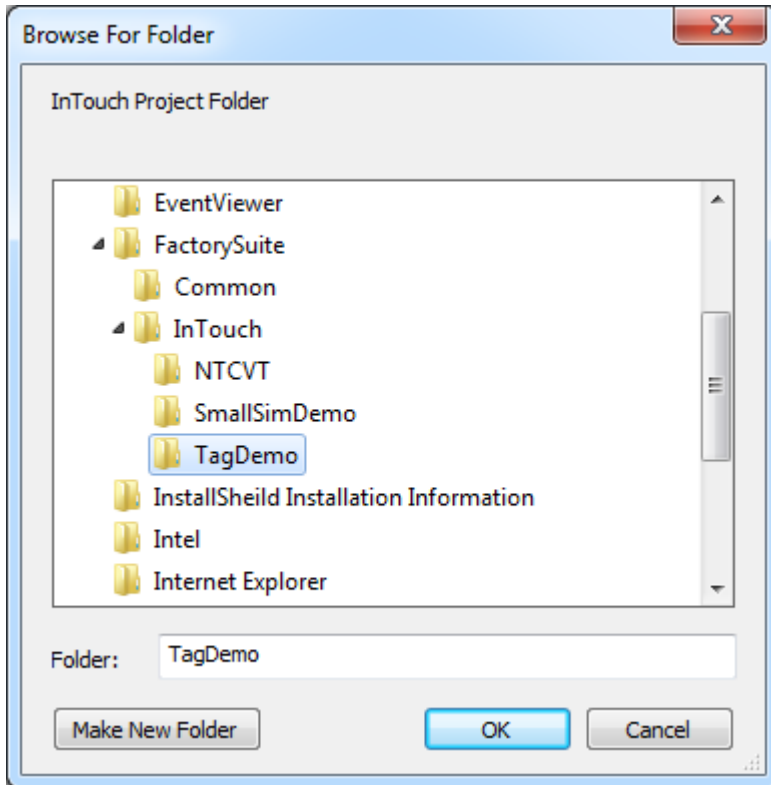 Browse For Folder
InTouch Project Folder
EventViewer
FactorySuite
Common
InTouch
NTCVT
SmallSimDemo
TagDemo
InstallSheild Installation Information
Intel
Internet Explorer
Folder: TagDemo
Make New Folder OK Cancel